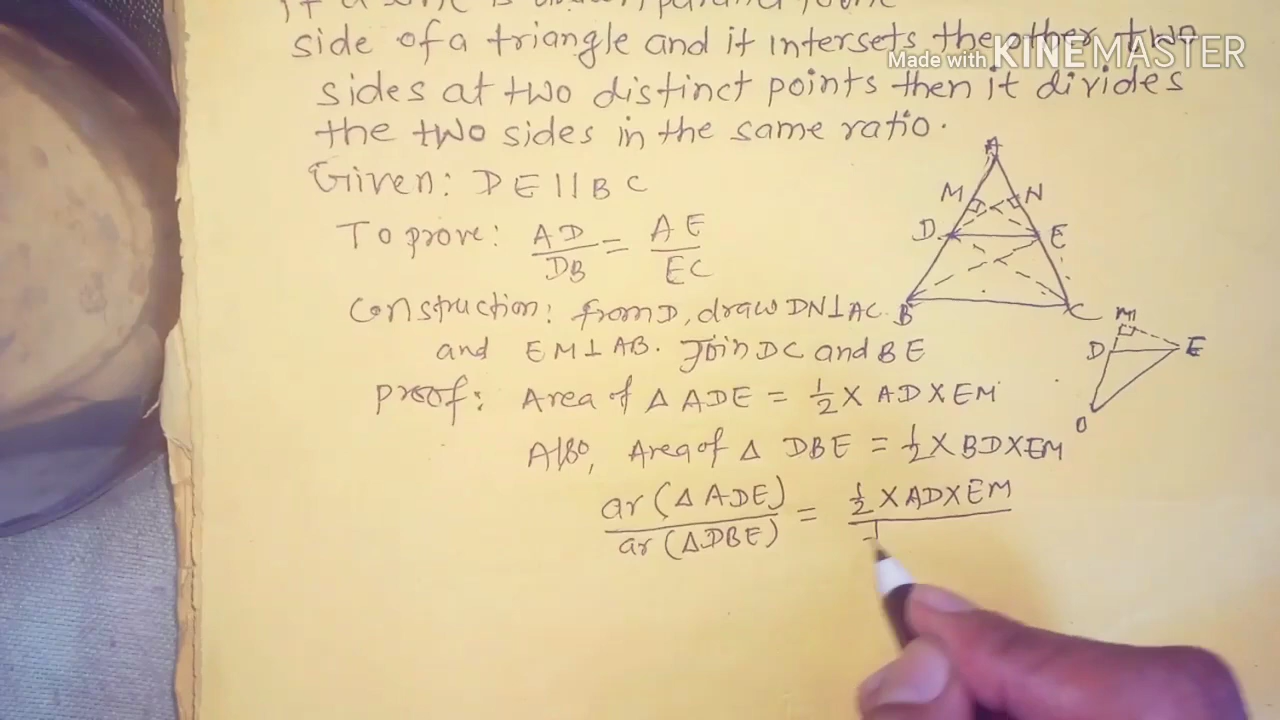 side of a triangle and it intersets the other two
Made with KINEMASTER
sides at two distinct points then it divides
the two sides in the same ratio.
Given: DE || BC
To prove: AD/DB = AE/EC
Construction: from D, draw DN⊥AC
and EM⊥AB. Join DC and BE
Proof: Area of △ ADE = 1/2 X AD X EM
Also, Area of △ DBE = 1/2 X BD X EM
ar (△ ADE)/ar (△DBE) = 1/2 X AD X EM
A
M N
D E
B C
M
D E